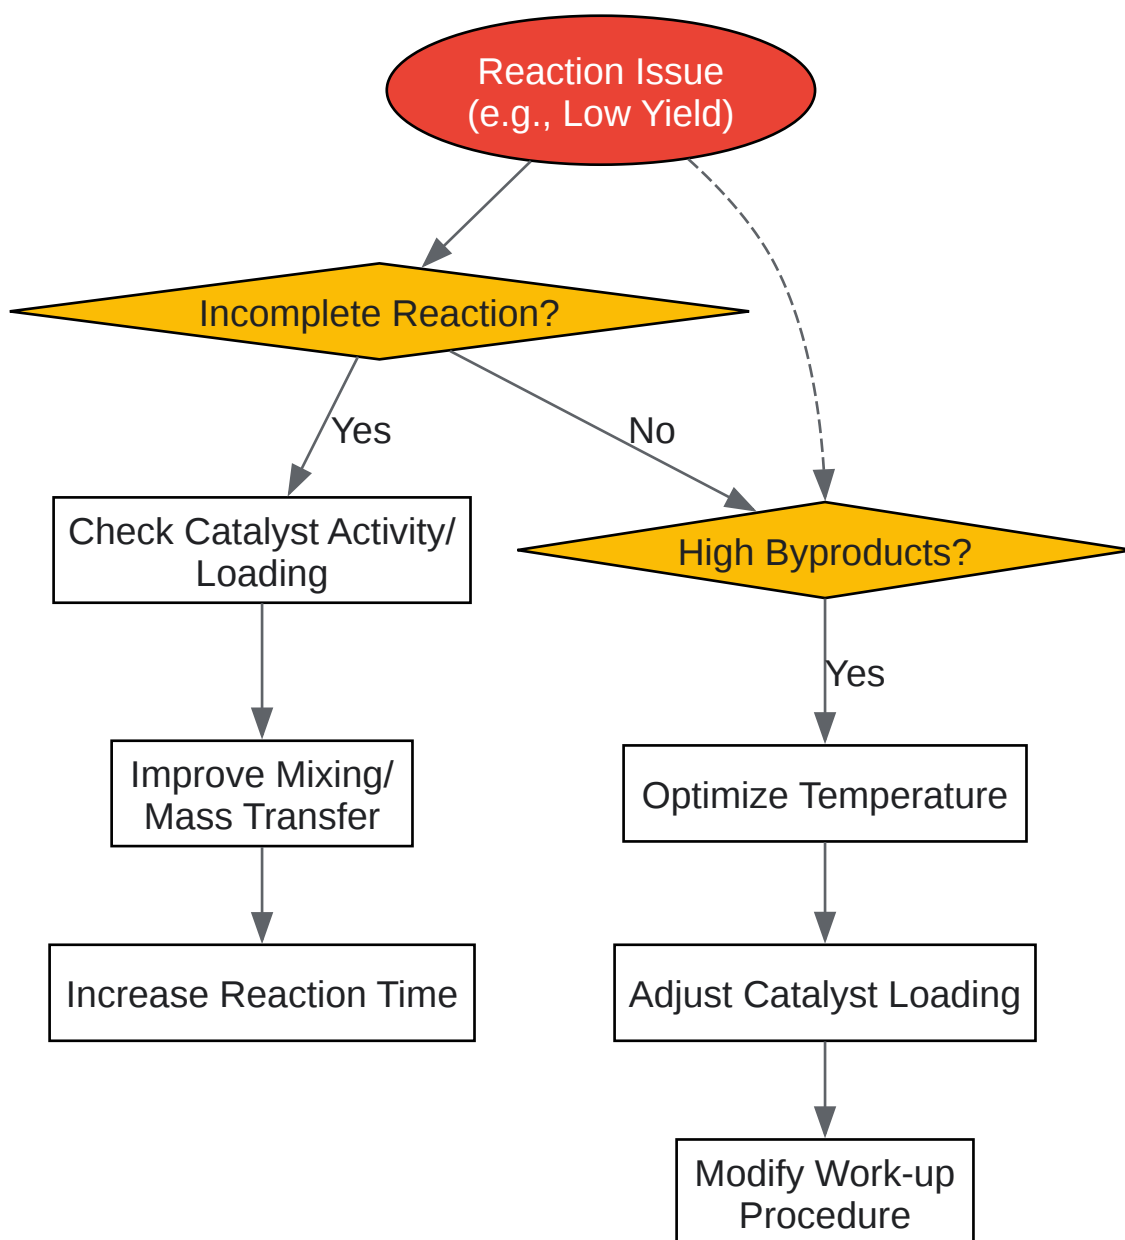 Reaction Issue
(e.g., Low Yield)
Incomplete Reaction?
Yes
No
Check Catalyst Activity/
Loading
High Byproducts?
Yes
Improve Mixing/
Mass Transfer
Optimize Temperature
Increase Reaction Time
Adjust Catalyst Loading
Modify Work-up
Procedure